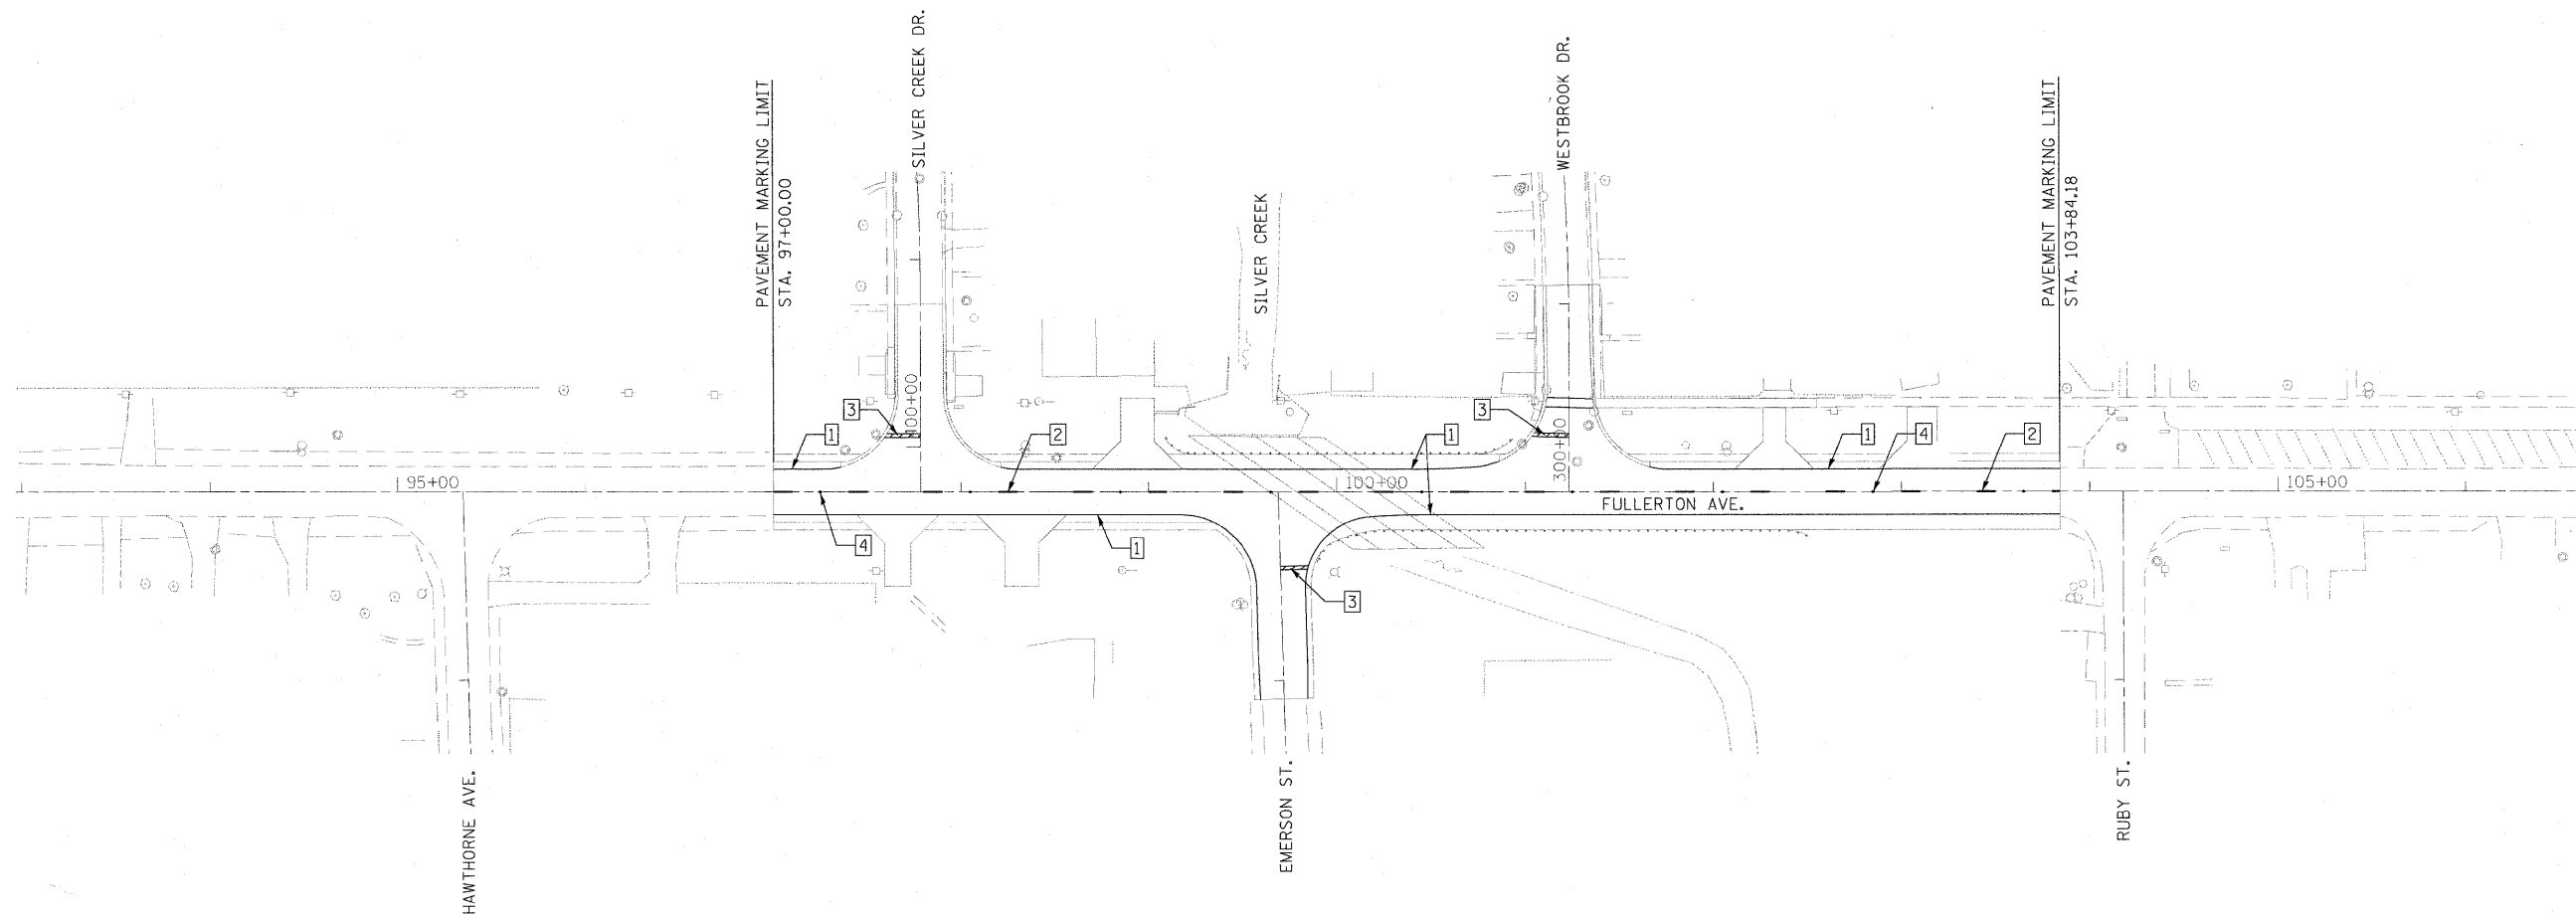 SILVER CREEK DR.
WESTBROOK DR.
PAVEMENT MARKING LIMIT
STA. 97+00.00
PAVEMENT MARKING LIMIT
STA. 103+84.18
SILVER CREEK
400+00
300+00
3
1
2
3
1
1
4
2
95+00
100+00
105+00
FULLERTON AVE.
4
1
3
HAWTHORNE AVE.
EMERSON ST.
RUBY ST.